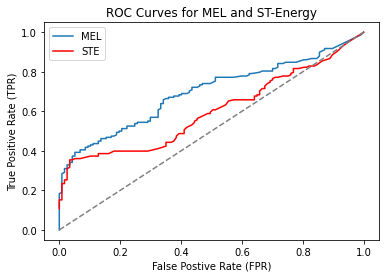 ROC Curves for MEL and ST-Energy
MEL
STE
True Positive Rate (TPR)
1.0
0.8
0.6
0.4
0.2
0.0
0.0 0.2 0.4 0.6 0.8 1.0
False Postive Rate (FPR)